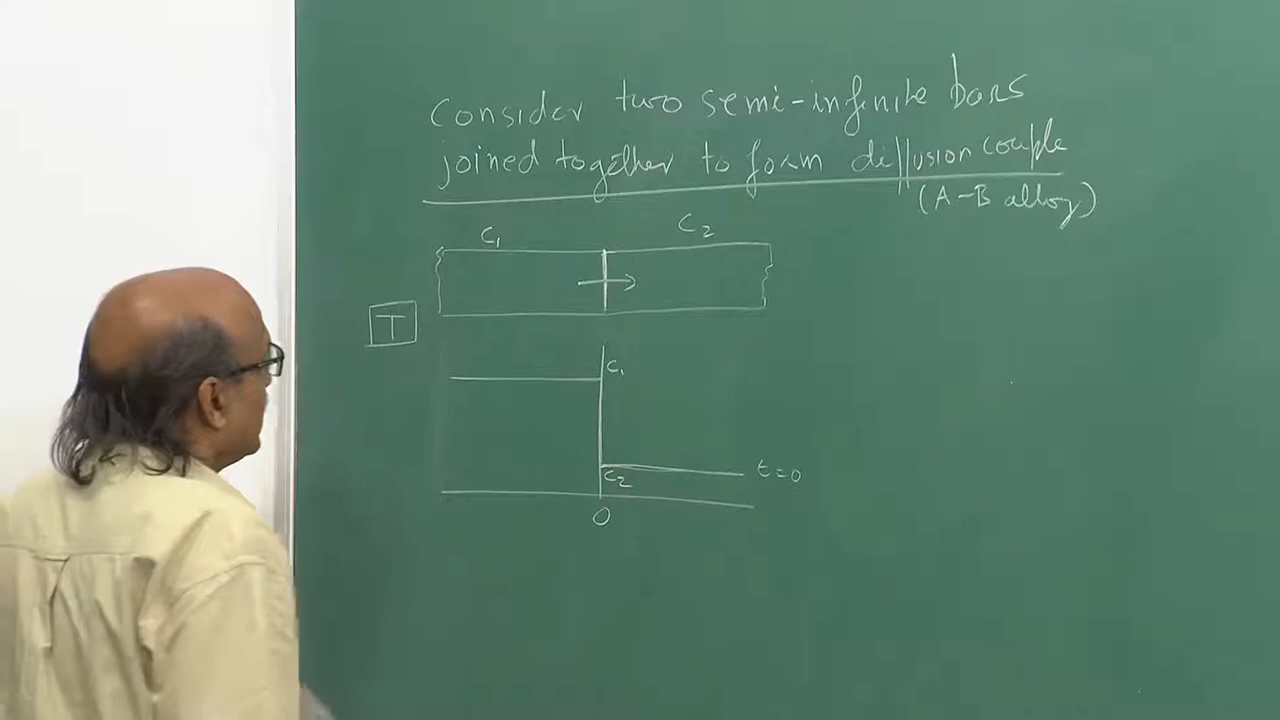 Consider two semi-infinite bars
joined together to form diffusion couple
(A-B alloy)
C₁ C₂
T
C₁
C₂ t=0
0